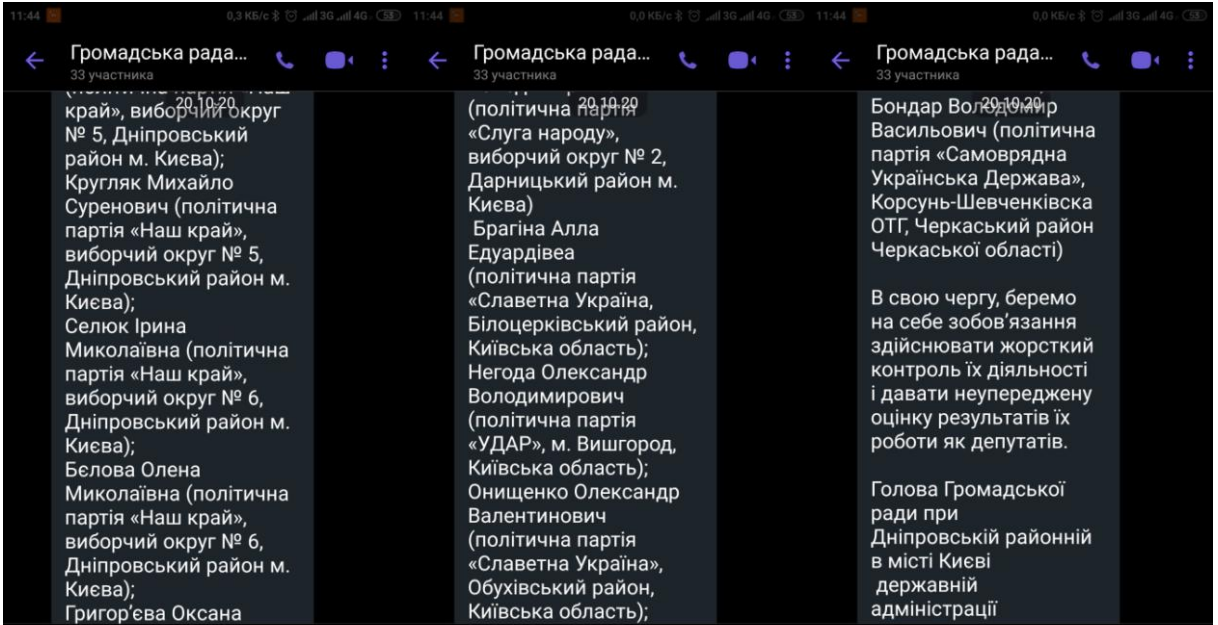 11:44
0,3 КБ/с 3G 4G 53
Громадська рада...
33 участника
20.10.20
край», виборчий округ
№ 5, Дніпровський
район м. Києва);
Кругляк Михайло
Суренович (політична
партія «Наш край»,
виборчий округ № 5,
Дніпровський район м.
Києва);
Селюк Ірина
Миколаївна (політична
партія «Наш край»,
виборчий округ № 6,
Дніпровський район м.
Києва);
Бєлова Олена
Миколаївна (політична
партія «Наш край»,
виборчий округ № 6,
Дніпровський район м.
Києва);
Григор’єва Оксана
11:44
0,0 КБ/с 3G 4G 53
Громадська рада...
33 участника
20.10.20
(політична партія
«Слуга народу»,
виборчий округ № 2,
Дарницький район м.
Києва)
Брагіна Алла
Едуардівеа
(політична партія
«Славетна Україна,
Білоцерківський район,
Київська область);
Негода Олександр
Володимирович
(політична партія
«УДАР», м. Вишгород,
Київська область);
Онищенко Олександр
Валентинович
(політична партія
«Славетна Україна»,
Обухівський район,
Київська область);
11:44
0,0 КБ/с 3G 4G 53
Громадська рада...
33 участника
20.10.20
Бондар Володимир
Васильович (політична
партія «Самоврядна
Українська Держава»,
Корсунь-Шевченківска
ОТГ, Черкаський район
Черкаської області)
В свою чергу, беремо
на себе зобов’язання
здійснювати жорсткий
контроль їх діяльності
і давати неупереджену
оцінку результатів їх
роботи як депутатів.
Голова Громадської
ради при
Дніпровській районній
в місті Києві
державній
адміністрації